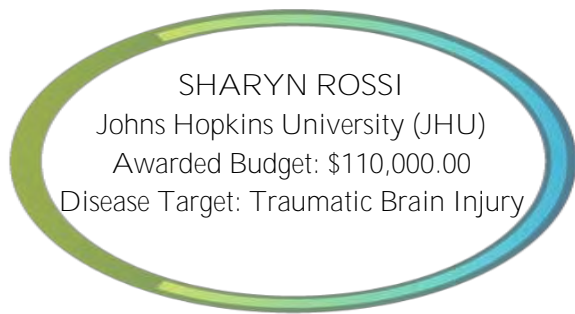 SHARYN ROSSI
Johns Hopkins University (JHU)
Awarded Budget: $110,000.00
Disease Target: Traumatic Brain Injury